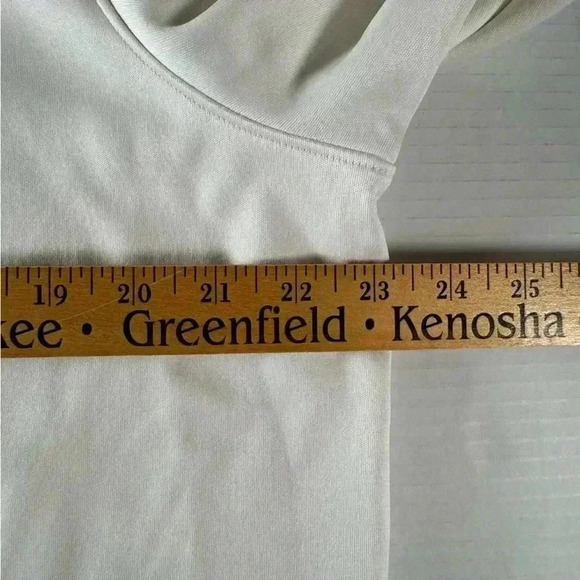 19 20 21 22 23 24 25
kee • Greenfield • Kenosha